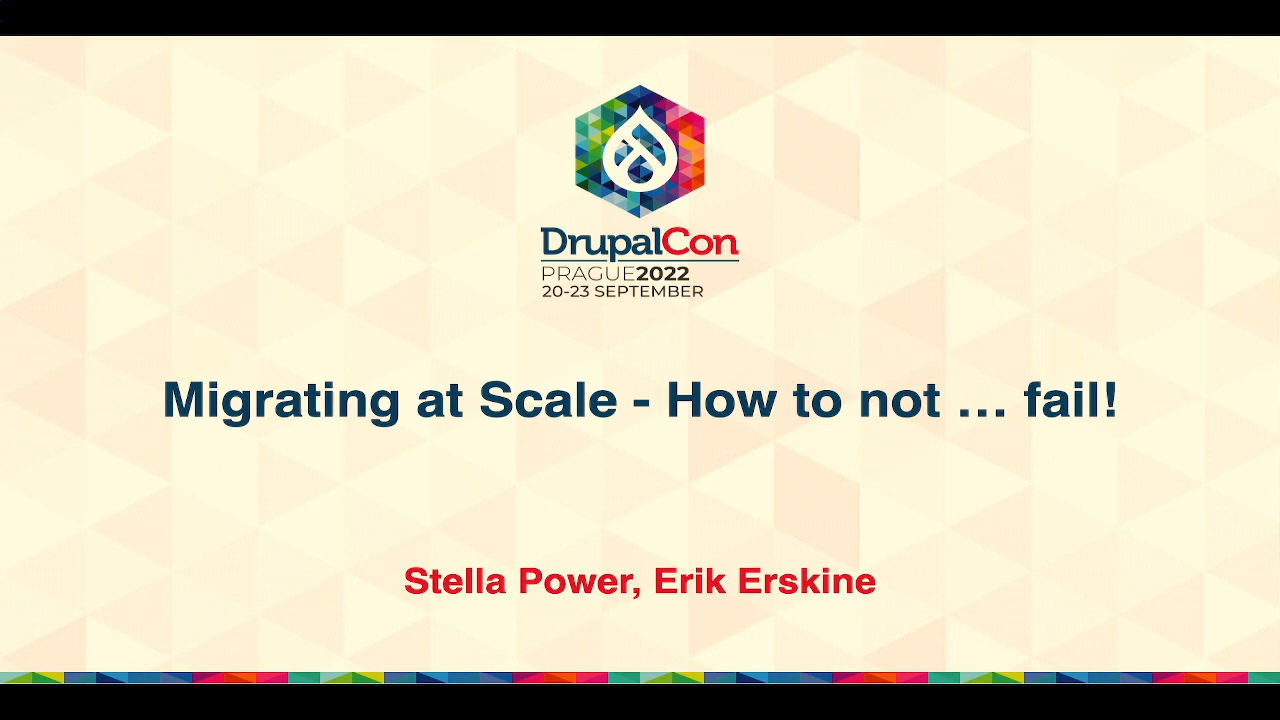 DrupalCon
PRAGUE2022
20-23 SEPTEMBER
Migrating at Scale - How to not … fail!
Stella Power, Erik Erskine